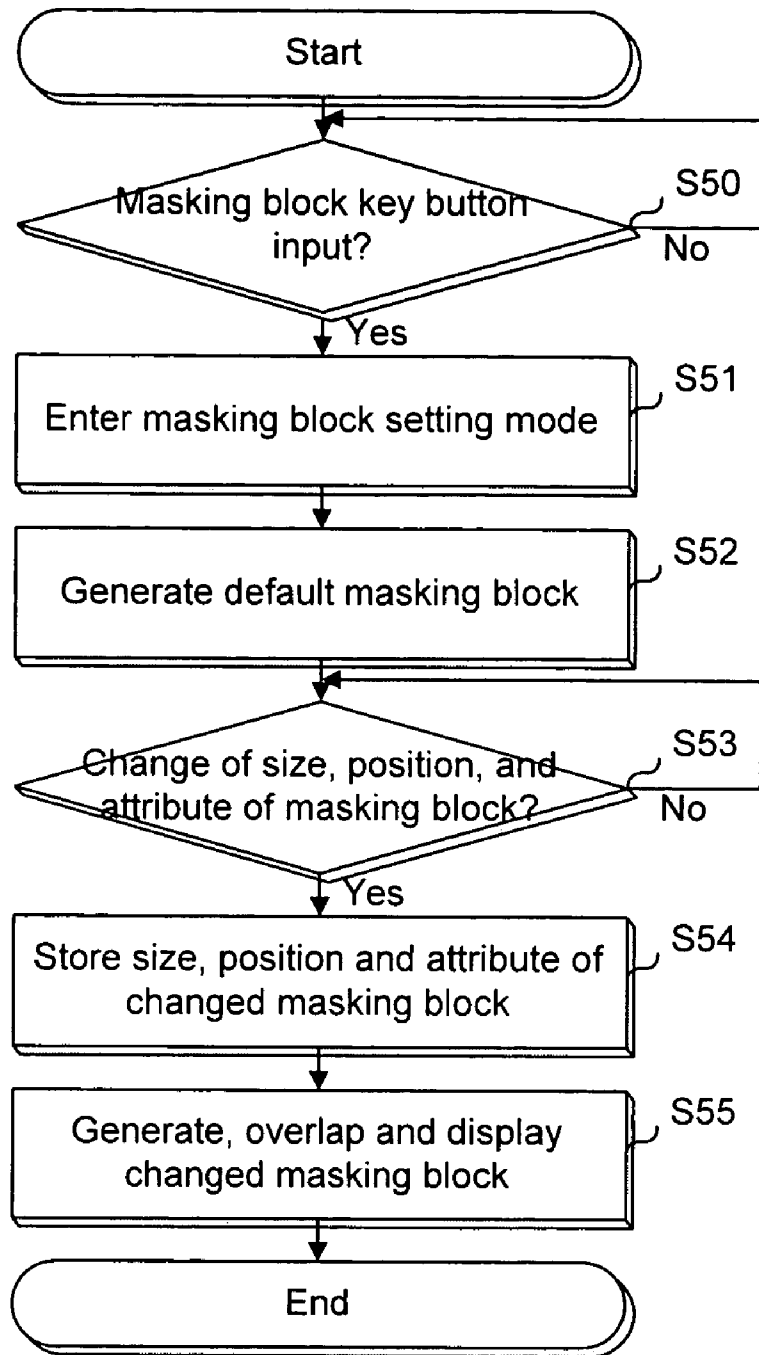 Start
Masking block key button
input?
S50
No
Yes
S51
Enter masking block setting mode
S52
Generate default masking block
Change of size, position, and
attribute of masking block?
S53
No
Yes
S54
Store size, position and attribute of
changed masking block
S55
Generate, overlap and display
changed masking block
End